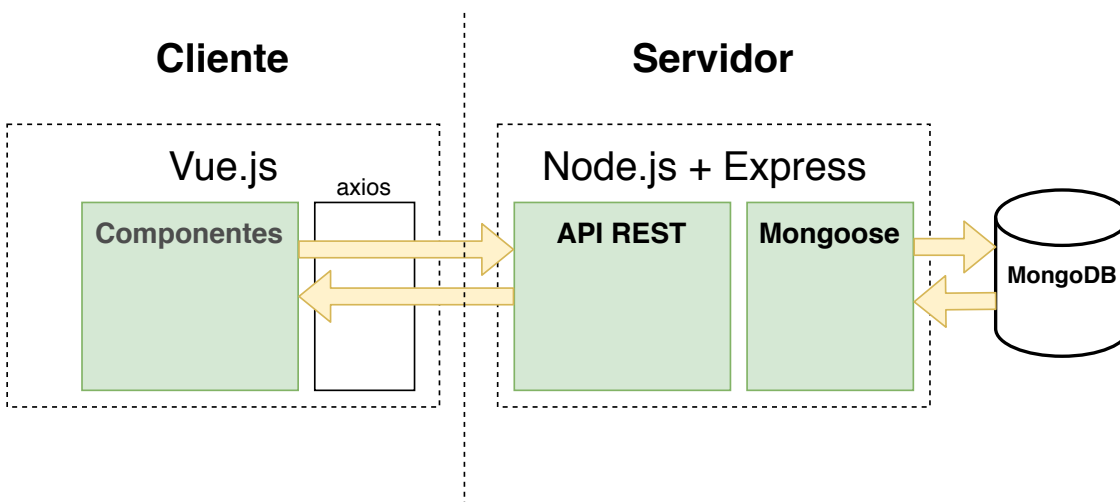 Cliente
Servidor
Vue.js
axios
Componentes
Node.js + Express
API REST
Mongoose
MongoDB